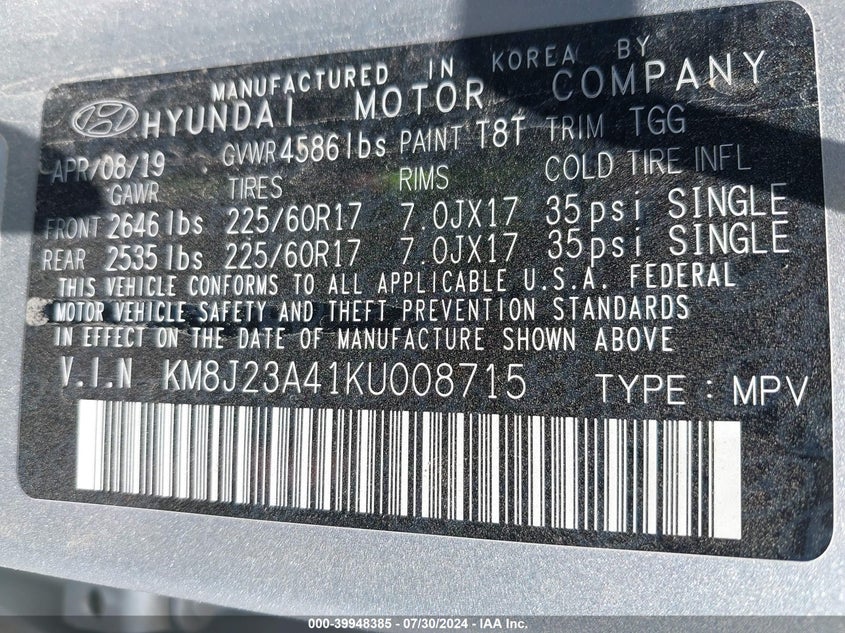 MANUFACTURED IN KOREA BY
HYUNDAI MOTOR COMPANY
APR/08/19 GVWR 4586 lbs PAINT T8T TRIM TGG
GAWR TIRES RIMS COLD TIRE INFL
FRONT 2646 lbs 225/60R17 7.0JX17 35psi SINGLE
REAR 2535 lbs 225/60R17 7.0JX17 35psi SINGLE
THIS VEHICLE CONFORMS TO ALL APPLICABLE U.S.A. FEDERAL
MOTOR VEHICLE SAFETY AND THEFT PREVENTION STANDARDS
IN EFFECT ON THE DATE OF MANUFACTURE SHOWN ABOVE
V.I.N KM8J23A41KU008715 TYPE : MPV
000-39948385 - 07/30/2024 - IAA Inc.